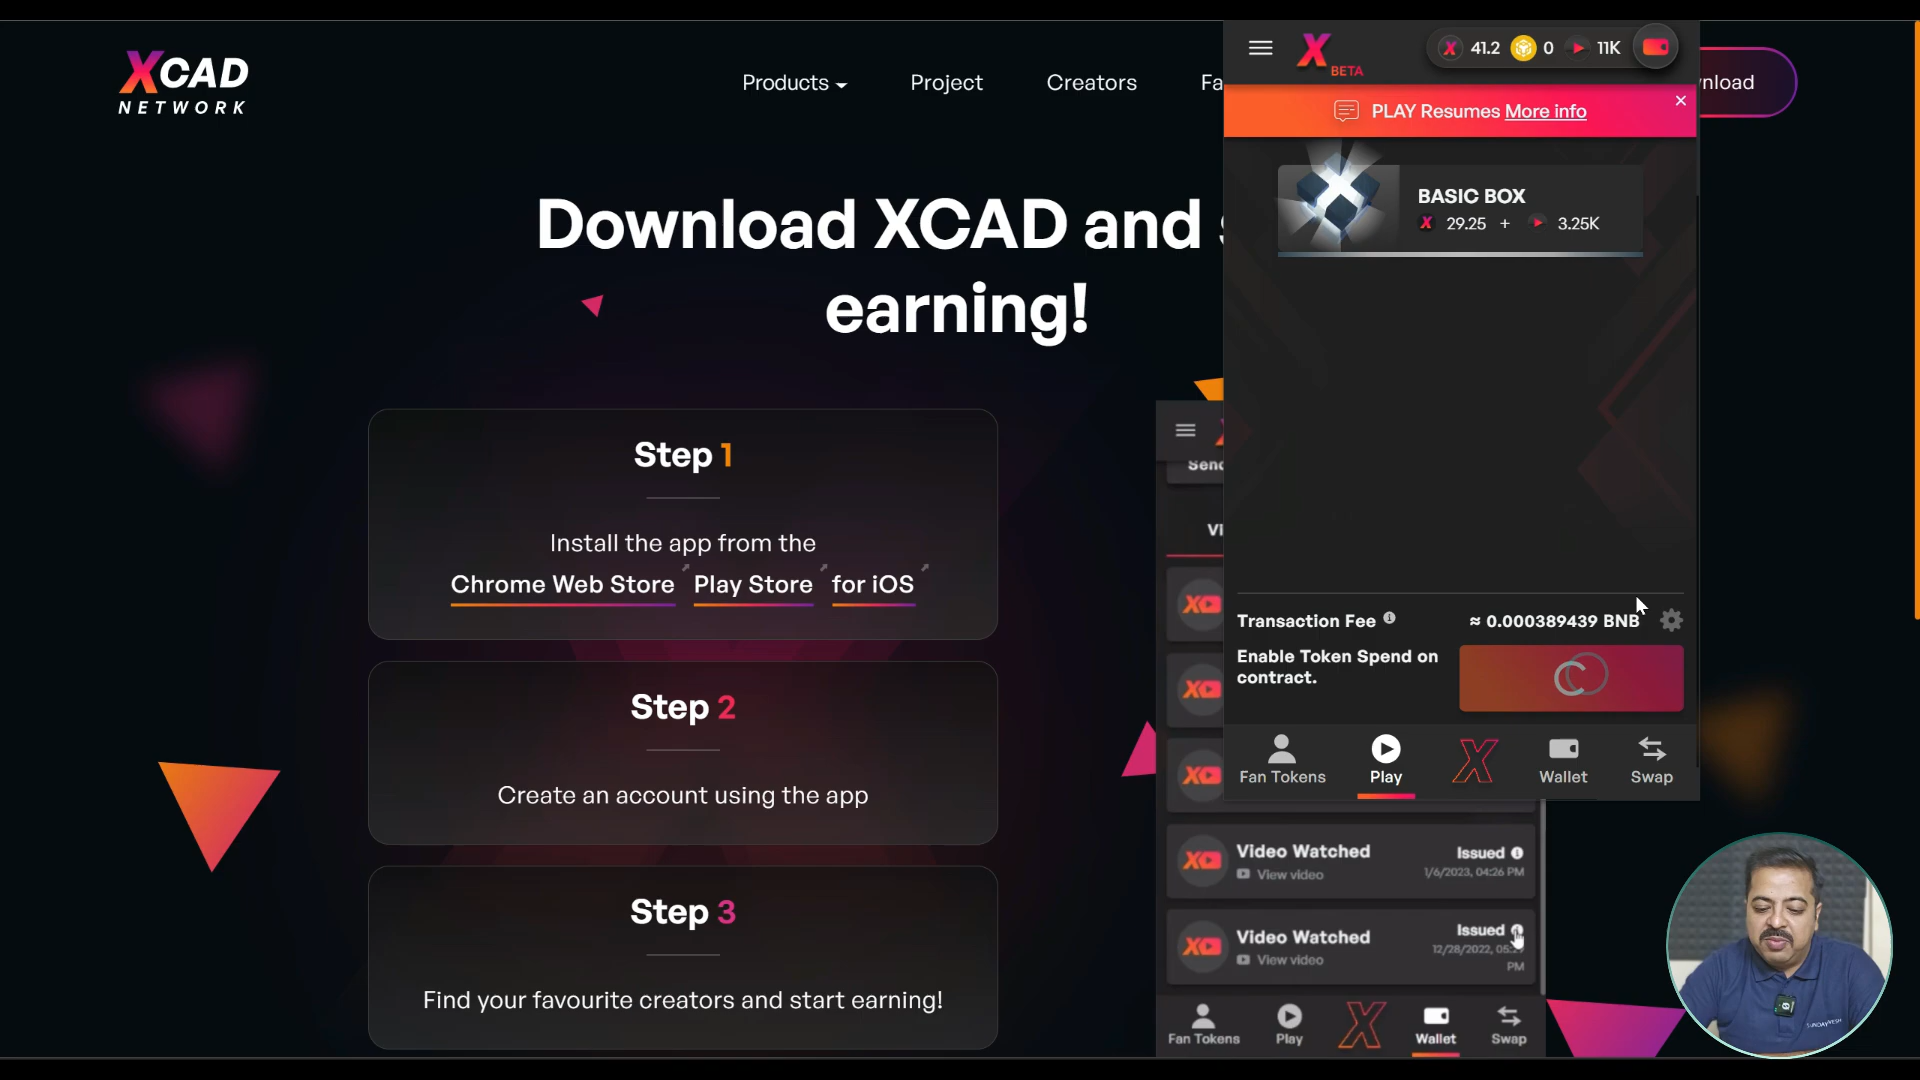 XCAD
NETWORK
Products
Project
Creators
Fa
nload
Download XCAD and s
earning!
Step 1
Install the app from the
Chrome Web Store Play Store for iOS
Step 2
Create an account using the app
Step 3
Find your favourite creators and start earning!
X BETA
41.2 0 11K
PLAY Resumes More info
BASIC BOX
29.25 + 3.25K
Transaction Fee ≈ 0.000389439 BNB
Enable Token Spend on
contract.
Fan Tokens Play Wallet Swap
Send
Vi
Video Watched Issued
View video 1/6/2023, 04:26 PM
Video Watched Issued
View video 12/28/2022,
PM
Fan Tokens Play Wallet Swap